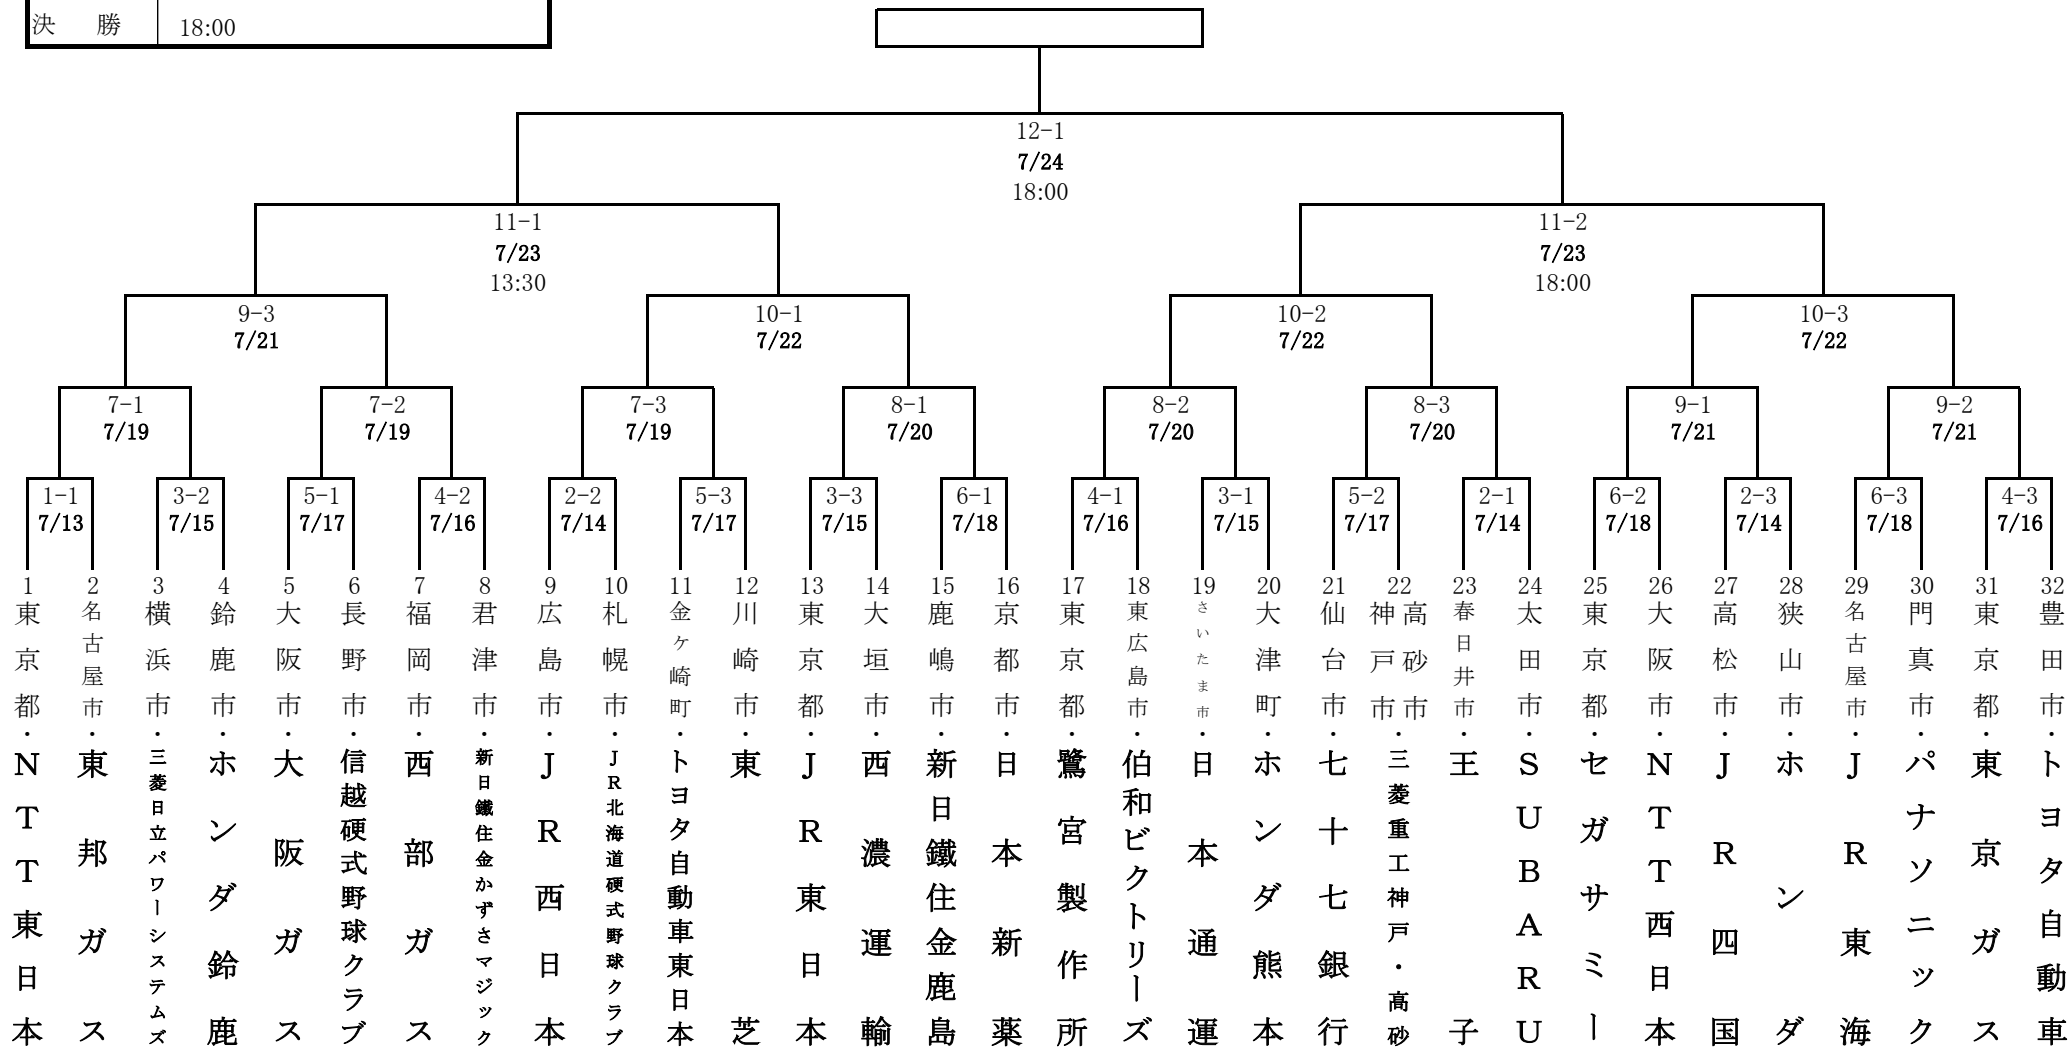 決 勝 18:00
12-1
7/24
18:00
11-1
7/23
13:30
11-2
7/23
18:00
9-3
7/21
10-1
7/22
10-2
7/22
10-3
7/22
7-1
7/19
7-2
7/19
7-3
7/19
8-1
7/20
8-2
7/20
8-3
7/20
9-1
7/21
9-2
7/21
1-1
7/13
3-2
7/15
5-1
7/17
4-2
7/16
2-2
7/14
5-3
7/17
3-3
7/15
6-1
7/18
4-1
7/16
3-1
7/15
5-2
7/17
2-1
7/14
6-2
7/18
2-3
7/14
6-3
7/18
4-3
7/16
1 東京都・NTT東日本
2 名古屋市・東邦ガス
3 横浜市・三菱日立パワーシステムズ
4 鈴鹿市・ホンダ鈴鹿
5 大阪市・大阪ガス
6 長野市・信越硬式野球クラブ
7 福岡市・西部ガス
8 君津市・新日鐵住金かずさマジック
9 広島市・JR西日本
10 札幌市・JR北海道硬式野球クラブ
11 金ケ崎町・トヨタ自動車東日本
12 川崎市・東芝
13 東京都・JR東日本
14 大垣市・西濃運輸
15 鹿嶋市・新日鐵住金鹿島
16 京都市・日本新薬
17 東京都・鷺宮製作所
18 東広島市・伯和ビクトリーズ
19 さいたま市・日本通運
20 大津町・ホンダ熊本
21 仙台市・七十七銀行
22 神戸市 高砂市・三菱重工神戸・高砂
23 春日井市・王子
24 太田市・SUBARU
25 東京都・セガサミー
26 大阪市・NTT西日本
27 高松市・JR四国
28 狭山市・ホンダ
29 名古屋市・JR東海
30 門真市・パナソニック
31 東京都・東京ガス
32 豊田市・トヨタ自動車